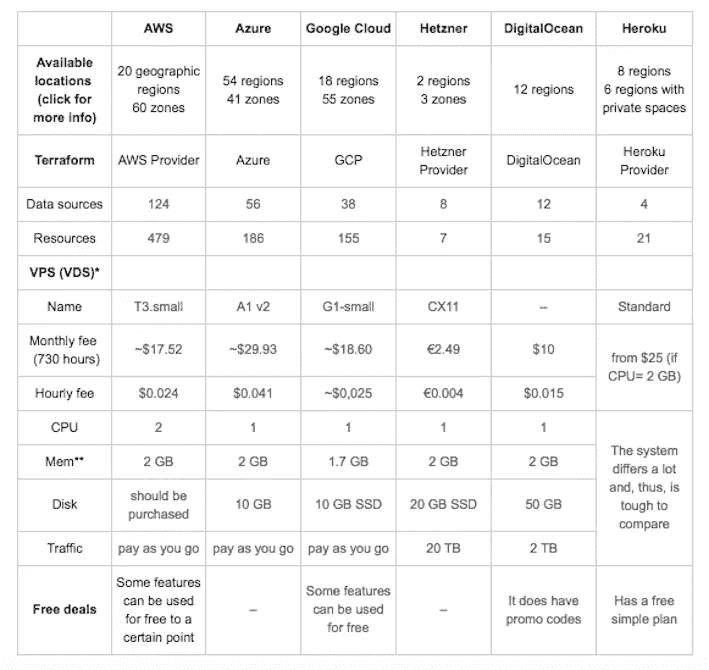 AWS Azure Google Cloud Hetzner DigitalOcean Heroku
Available
locations
(click for
more info)
20 geographic
regions
60 zones
54 regions
41 zones
18 regions
55 zones
2 regions
3 zones
12 regions
8 regions
6 regions with
private spaces
Terraform
AWS Provider
Azure
GCP
Hetzner
Provider
DigitalOcean
Heroku
Provider
Data sources 124 56 38 8 12 4
Resources 479 186 155 7 15 21
VPS (VDS)*
Name T3.small A1 v2 G1-small CX11 – Standard
Monthly fee
(730 hours)
~$17.52
~$29.93
~$18.60
€2.49
$10
from $25 (if
CPU= 2 GB)
Hourly fee $0.024 $0.041 ~$0,025 €0.004 $0.015
CPU 2 1 1 1 1
Mem** 2 GB 2 GB 1.7 GB 2 GB 2 GB
The system
differs a lot
and, thus, is
tough to
compare
Disk
should be
purchased
10 GB
10 GB SSD
20 GB SSD
50 GB
Traffic pay as you go pay as you go pay as you go 20 TB 2 TB
Free deals
Some features
can be used
for free to a
certain point
–
Some features
can be used
for free
–
It does have
promo codes
Has a free
simple plan